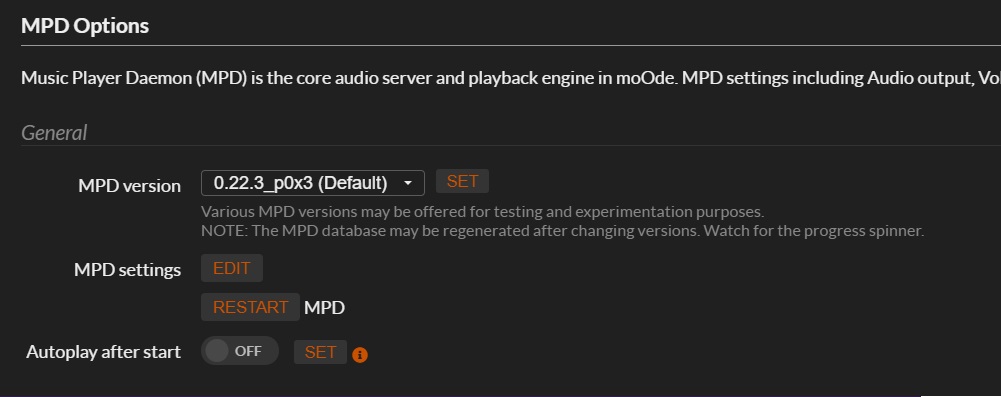 MPD Options
Music Player Daemon (MPD) is the core audio server and playback engine in moOde. MPD settings including Audio output,
General
MPD version 0.22.3_p0x3 (Default) SET
Various MPD versions may be offered for testing and experimentation purposes.
NOTE: The MPD database may be regenerated after changing versions. Watch for the progress spinner.
MPD settings EDIT
RESTART MPD
Autoplay after start OFF SET